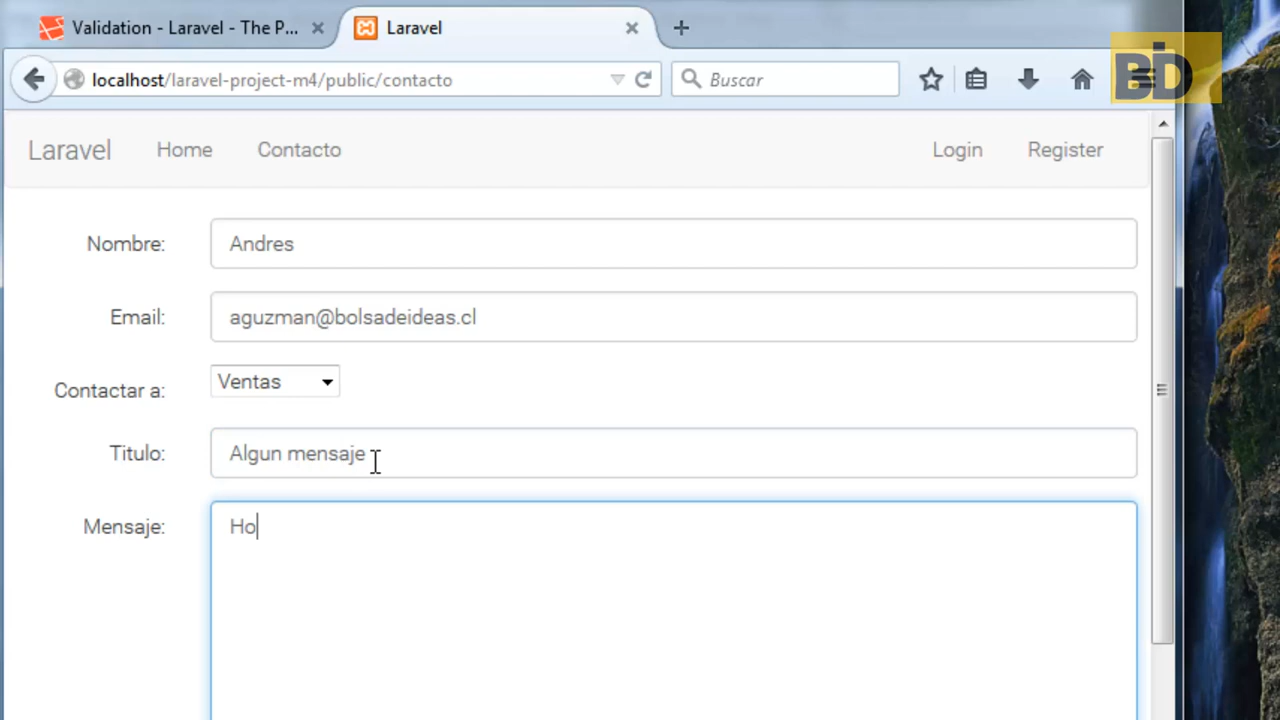 Validation - Laravel - The P...
Laravel
localhost/laravel-project-m4/public/contacto
Buscar
BID
Laravel Home Contacto Login Register
Nombre: Andres
Email: aguzman@bolsadeideas.cl
Contactar a: Ventas
Titulo: Algun mensaje
Mensaje: Ho